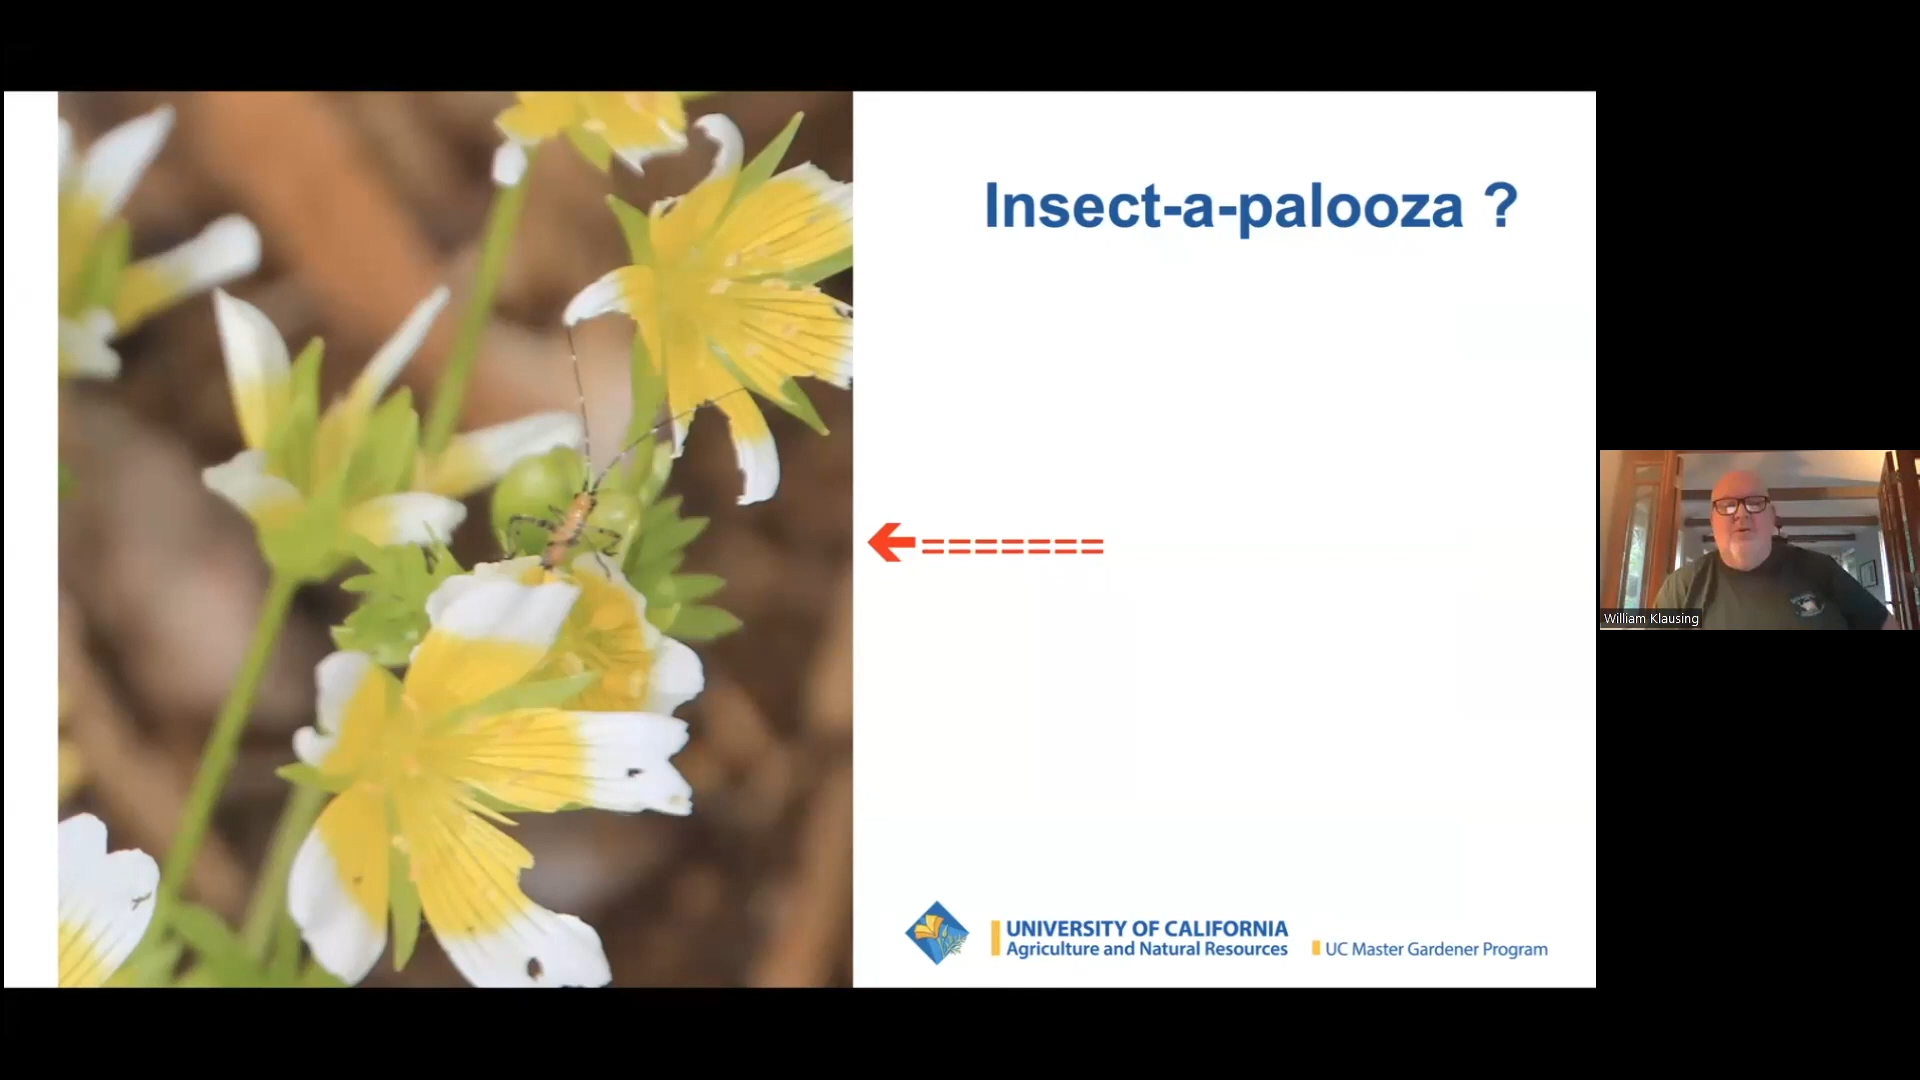 Insect-a-palooza ?
=======
William Klausing
UNIVERSITY OF CALIFORNIA
Agriculture and Natural Resources
UC Master Gardener Program